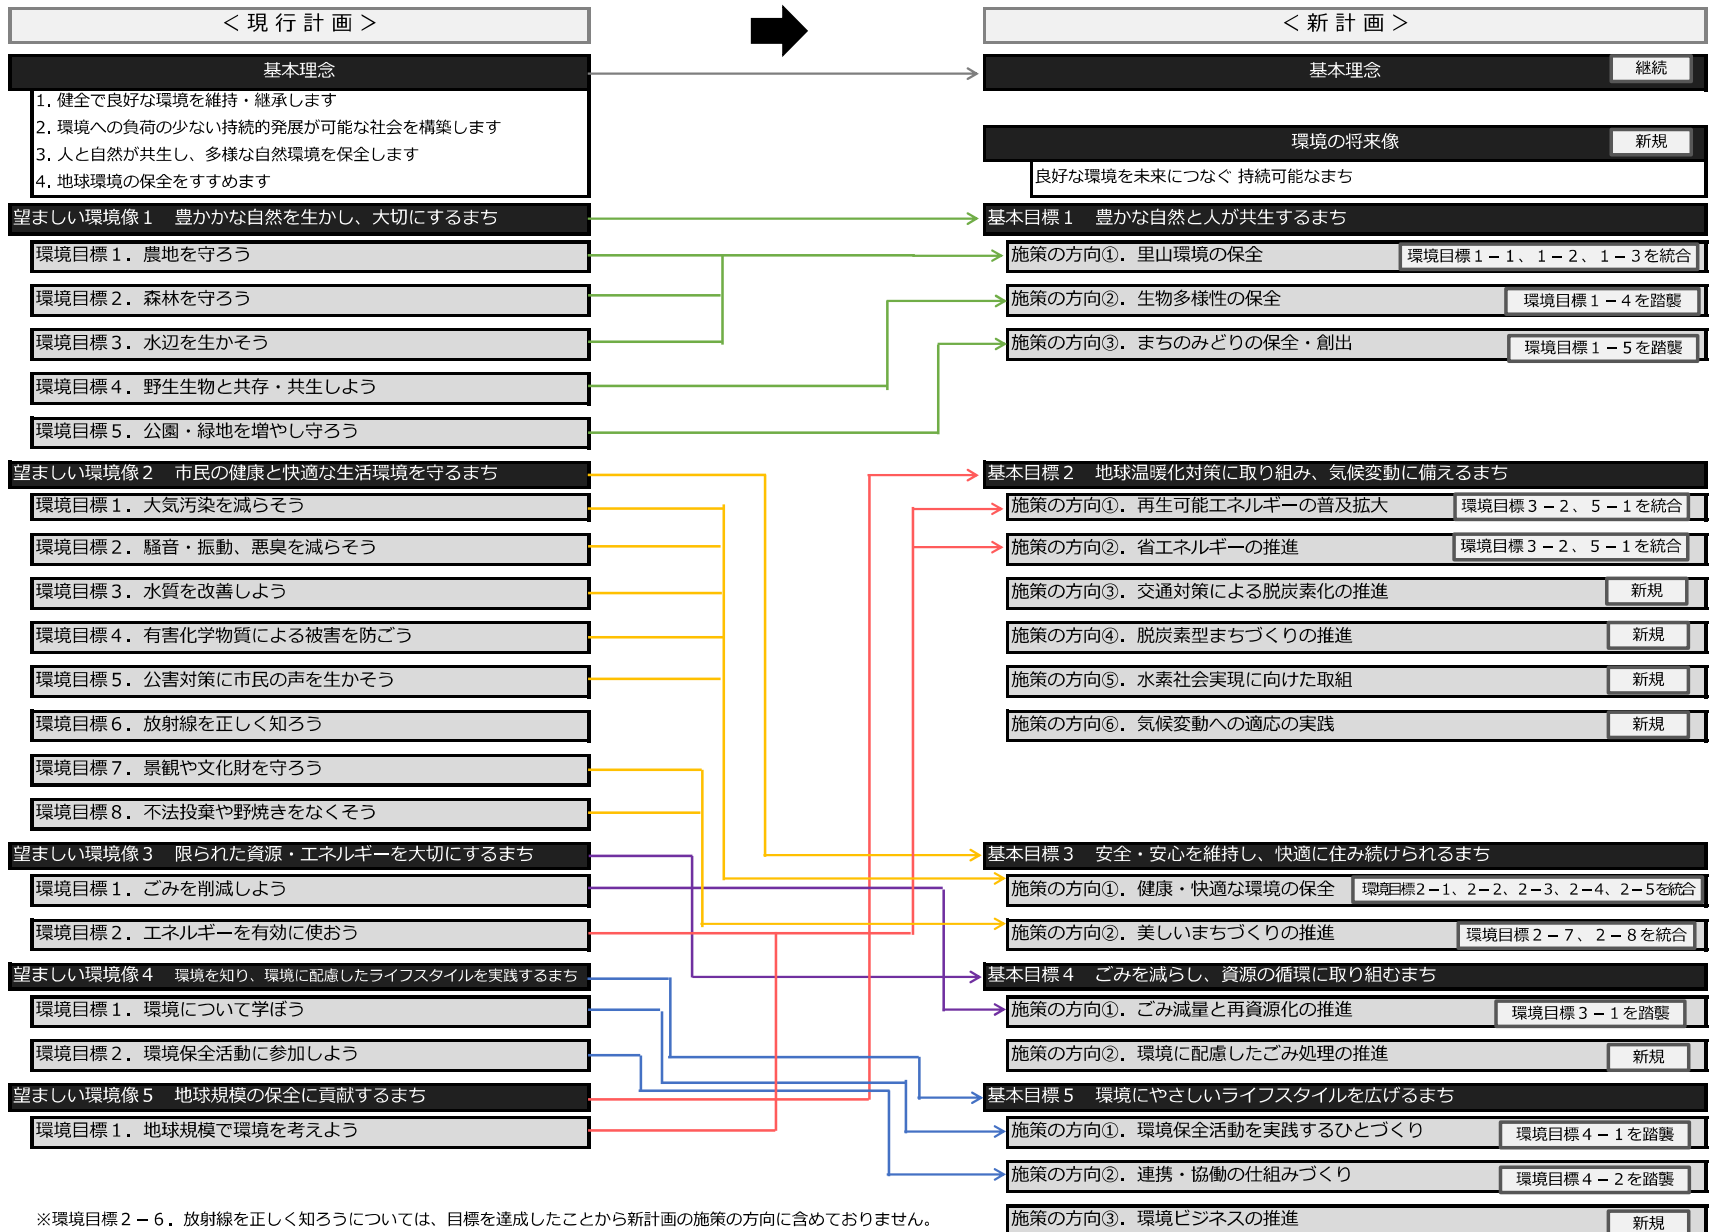 ＜現行計画＞
基本理念
1. 健全で良好な環境を維持・継承します
2. 環境への負荷の少ない持続的発展が可能な社会を構築します
3. 人と自然が共生し、多様な自然環境を保全します
4. 地球環境の保全をすすめます
望ましい環境像１　豊かかな自然を生かし、大切にするまち
環境目標１．農地を守ろう
環境目標２．森林を守ろう
環境目標３．水辺を生かそう
環境目標４．野生生物と共存・共生しよう
環境目標５．公園・緑地を増やし守ろう
望ましい環境像２　市民の健康と快適な生活環境を守るまち
環境目標１．大気汚染を減らそう
環境目標２．騒音・振動、悪臭を減らそう
環境目標３．水質を改善しよう
環境目標４．有害化学物質による被害を防ごう
環境目標５．公害対策に市民の声を生かそう
環境目標６．放射線を正しく知ろう
環境目標７．景観や文化財を守ろう
環境目標８．不法投棄や野焼きをなくそう
望ましい環境像３　限られた資源・エネルギーを大切にするまち
環境目標１．ごみを削減しよう
環境目標２．エネルギーを有効に使おう
望ましい環境像４　環境を知り、環境に配慮したライフスタイルを実践するまち
環境目標１．環境について学ぼう
環境目標２．環境保全活動に参加しよう
望ましい環境像５　地球規模の保全に貢献するまち
環境目標１．地球規模で環境を考えよう
※環境目標２－６．放射線を正しく知ろうについては、目標を達成したことから新計画の施策の方向に含めておりません。
＜新計画＞
基本理念　継続
環境の将来像　新規
良好な環境を未来につなぐ 持続可能なまち
基本目標１　豊かな自然と人が共生するまち
施策の方向①．里山環境の保全　環境目標１－１、１－２、１－３を統合
施策の方向②．生物多様性の保全　環境目標１－４を踏襲
施策の方向③．まちのみどりの保全・創出　環境目標１－５を踏襲
基本目標２　地球温暖化対策に取り組み、気候変動に備えるまち
施策の方向①．再生可能エネルギーの普及拡大　環境目標３－２、５－１を統合
施策の方向②．省エネルギーの推進　環境目標３－２、５－１を統合
施策の方向③．交通対策による脱炭素化の推進　新規
施策の方向④．脱炭素型まちづくりの推進　新規
施策の方向⑤．水素社会実現に向けた取組　新規
施策の方向⑥．気候変動への適応の実践　新規
基本目標３　安全・安心を維持し、快適に住み続けられるまち
施策の方向①．健康・快適な環境の保全　環境目標２－１、２－２、２－３、２－４、２－５を統合
施策の方向②．美しいまちづくりの推進　環境目標２－７、２－８を統合
基本目標４　ごみを減らし、資源の循環に取り組むまち
施策の方向①．ごみ減量と再資源化の推進　環境目標３－１を踏襲
施策の方向②．環境に配慮したごみ処理の推進　新規
基本目標５　環境にやさしいライフスタイルを広げるまち
施策の方向①．環境保全活動を実践するひとづくり　環境目標４－１を踏襲
施策の方向②．連携・協働の仕組みづくり　環境目標４－２を踏襲
施策の方向③．環境ビジネスの推進　新規